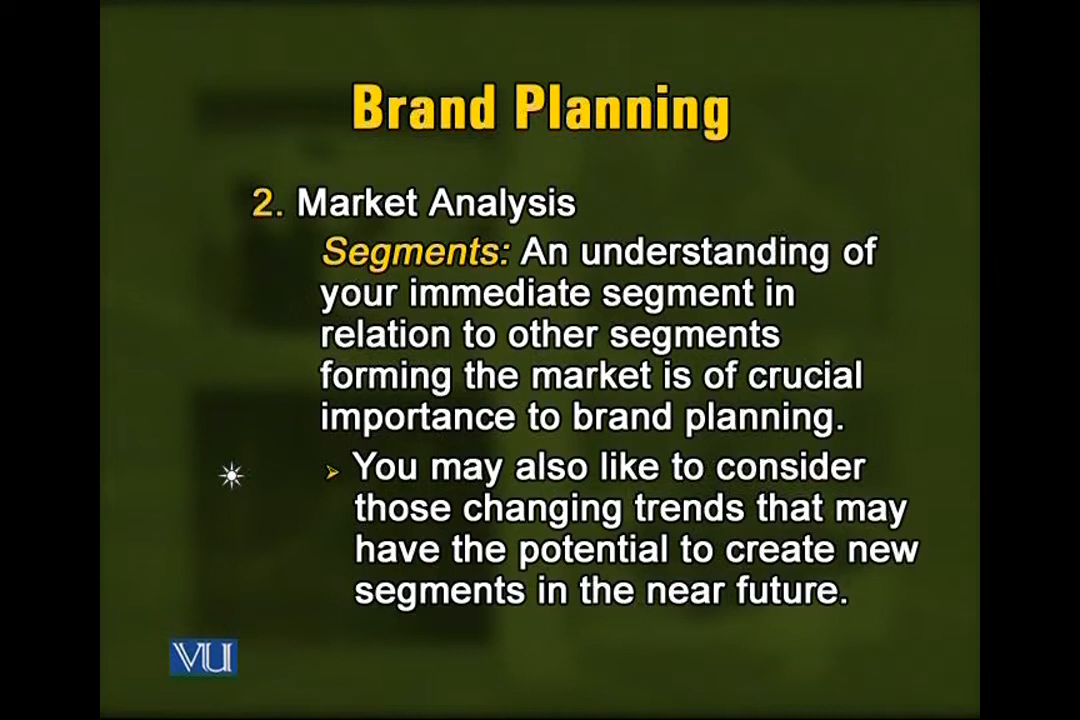 Brand Planning
2. Market Analysis
Segments: An understanding of
your immediate segment in
relation to other segments
forming the market is of crucial
importance to brand planning.
➢ You may also like to consider
those changing trends that may
have the potential to create new
segments in the near future.
VU